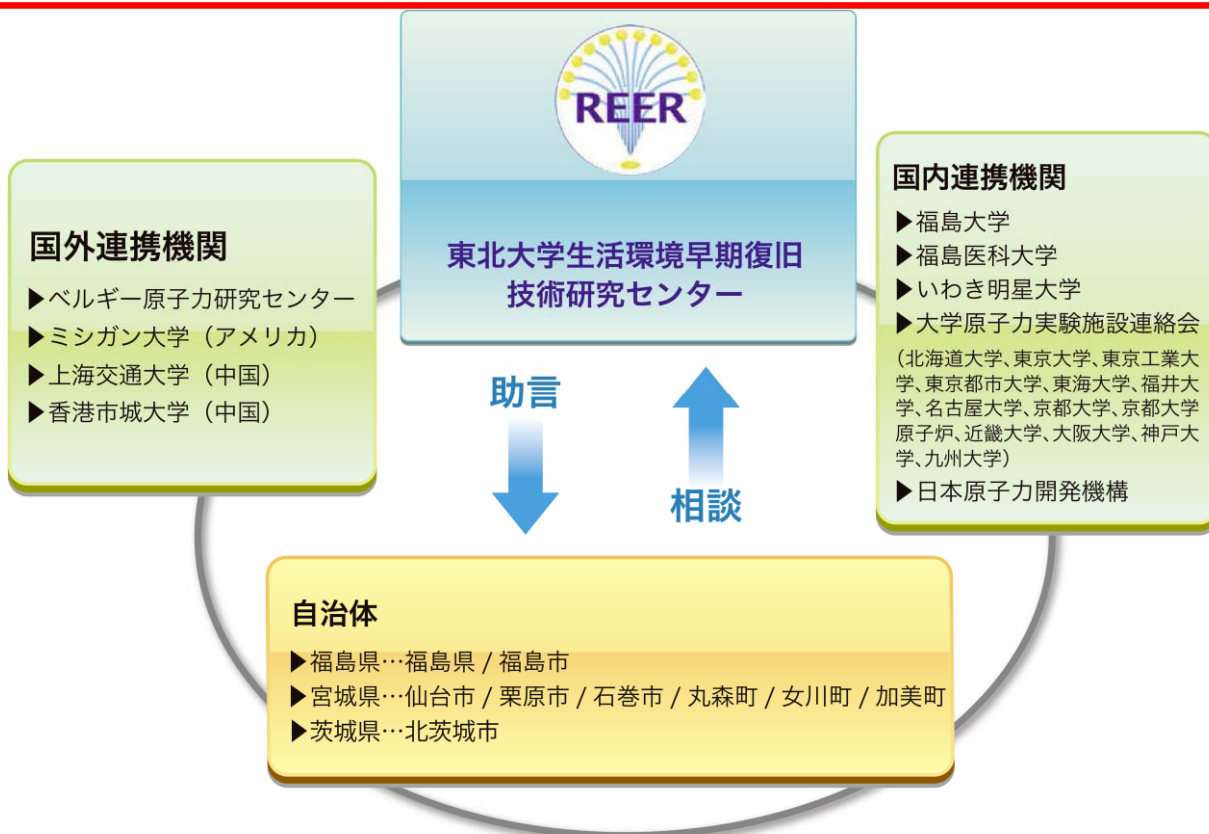 REER
東北大学生活環境早期復旧
技術研究センター
国外連携機関
▶ベルギー原子力研究センター
▶ミシガン大学（アメリカ）
▶上海交通大学（中国）
▶香港市城大学（中国）
国内連携機関
▶福島大学
▶福島医科大学
▶いわき明星大学
▶大学原子力実験施設連絡会
（北海道大学、東京大学、東京工業大
学、東京都市大学、東海大学、福井大
学、名古屋大学、京都大学、京都大学
原子炉、近畿大学、大阪大学、神戸大
学、九州大学）
▶日本原子力開発機構
助言
相談
自治体
▶福島県…福島県 / 福島市
▶宮城県…仙台市 / 栗原市 / 石巻市 / 丸森町 / 女川町 / 加美町
▶茨城県…北茨城市